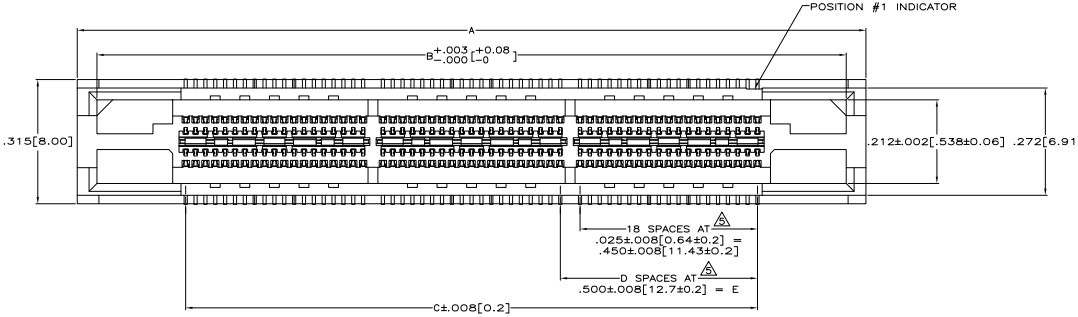 POSITION #1 INDICATOR
A
B +.003 -.000 [ +0.08 -0 ]
.315[8.00]
.212±002[.538±0.06]
.272[6.91
5
18 SPACES AT
.025±.008[0.64±0.2] =
.450±.008[11.43±0.2]
5
D SPACES AT
.500±.008[12.7±0.2] = E
C±.008[0.2]